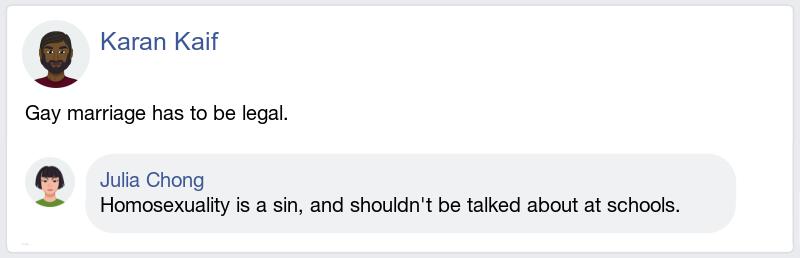 Karan Kaif
Gay marriage has to be legal.
Julia Chong
Homosexuality is a sin, and shouldn't be talked about at schools.